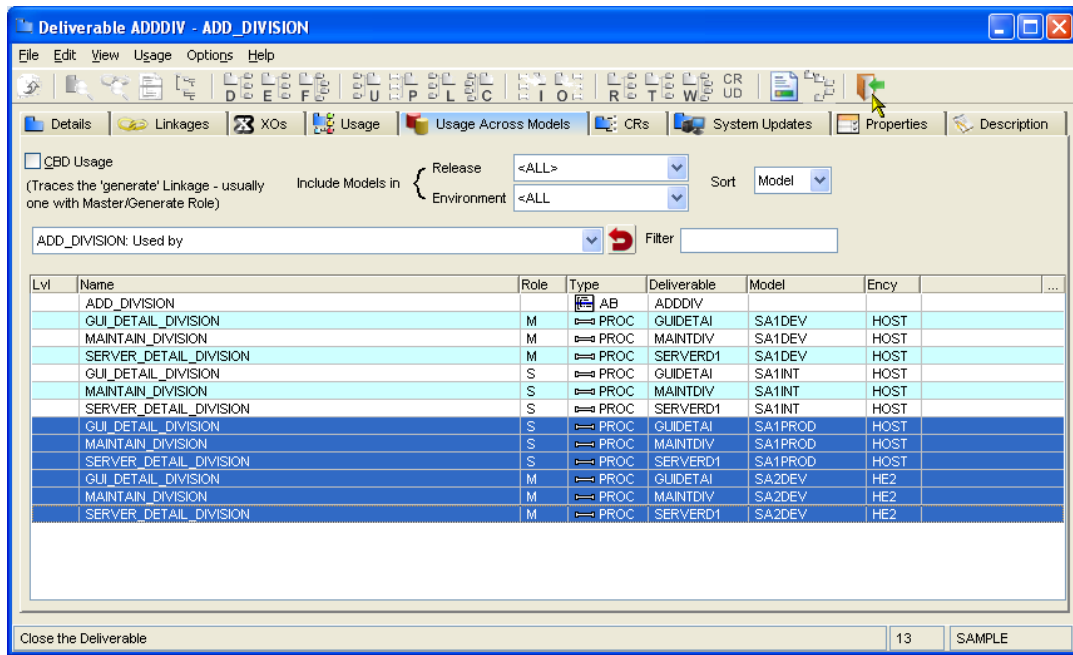 Deliverable ADDDIV - ADD_DIVISION
File Edit View Usage Options Help
D E F U P L C I O R T W CR UD
Details Linkages XOs Usage Usage Across Models CRs System Updates Properties Description
CBD Usage
(Traces the 'generate' Linkage - usually
one with Master/Generate Role)
Include Models in { Release <ALL> Sort Model
Environment <ALL
ADD_DIVISION: Used by Filter
Lvl Name Role Type Deliverable Model Ency ...
ADD_DIVISION AB ADDDIV
GUI_DETAIL_DIVISION M PROC GUIDETAI SA1DEV HOST
MAINTAIN_DIVISION M PROC MAINTDIV SA1DEV HOST
SERVER_DETAIL_DIVISION M PROC SERVERD1 SA1DEV HOST
GUI_DETAIL_DIVISION S PROC GUIDETAI SA1INT HOST
MAINTAIN_DIVISION S PROC MAINTDIV SA1INT HOST
SERVER_DETAIL_DIVISION S PROC SERVERD1 SA1INT HOST
GUI_DETAIL_DIVISION S PROC GUIDETAI SA1PROD HOST
MAINTAIN_DIVISION S PROC MAINTDIV SA1PROD HOST
SERVER_DETAIL_DIVISION S PROC SERVERD1 SA1PROD HOST
GUI_DETAIL_DIVISION M PROC GUIDETAI SA2DEV HE2
MAINTAIN_DIVISION M PROC MAINTDIV SA2DEV HE2
SERVER_DETAIL_DIVISION M PROC SERVERD1 SA2DEV HE2
Close the Deliverable 13 SAMPLE